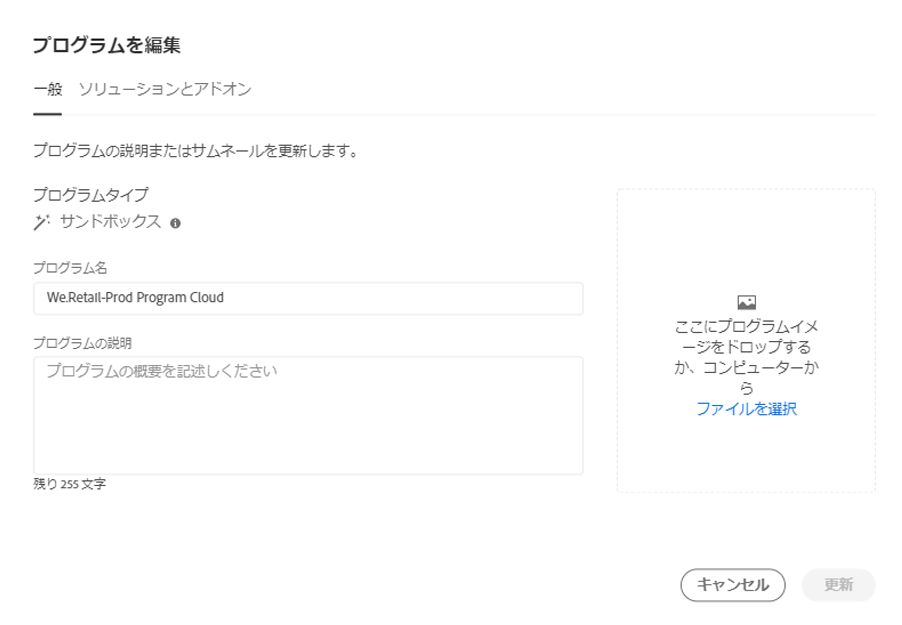 プログラムを編集
一般 ソリューションとアドオン
プログラムの説明またはサムネールを更新します。
プログラムタイプ
サンドボックス
プログラム名
We.Retail-Prod Program Cloud
プログラムの説明
プログラムの概要を記述しください
残り 255 文字
ここにプログラムイメ
ージをドロップする
か、コンピューターか
ら
ファイルを選択
キャンセル 更新